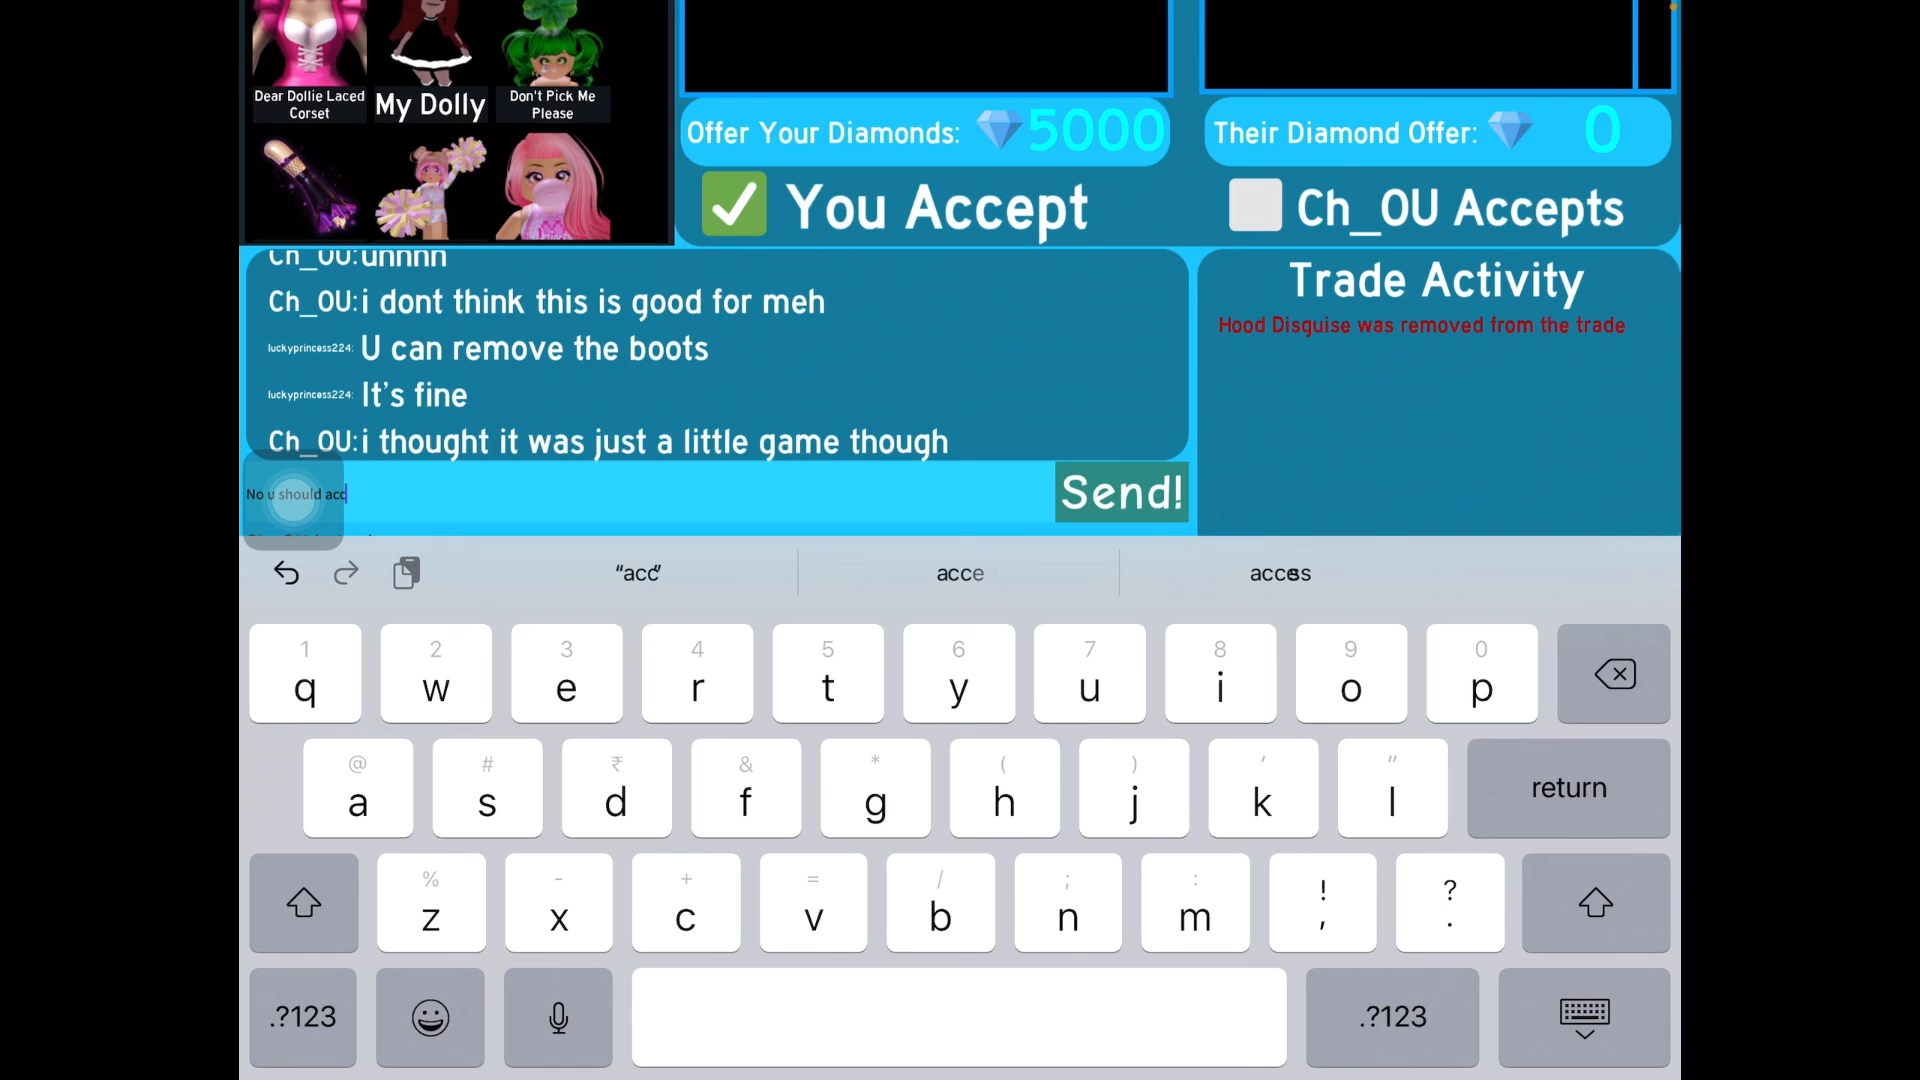 Dear Dollie Laced
Corset
My Dolly
Don't Pick Me
Please
Offer Your Diamonds: 5000
Their Diamond Offer: 0
You Accept
Ch_OU Accepts
Ch_OU:uhhhh
Ch_OU:i dont think this is good for meh
luckyprincess224: U can remove the boots
luckyprincess224: It's fine
Ch_OU:i thought it was just a little game though
Trade Activity
Hood Disguise was removed from the trade
No u should acc
Send!
“acc”
acce
access
1 2 3 4 5 6 7 8 9 0
q w e r t y u i o p
@ # ₹ & * ( ) ' "
a s d f g h j k l return
% - + = / ; : ! ?
z x c v b n m , .
.?123 .?123